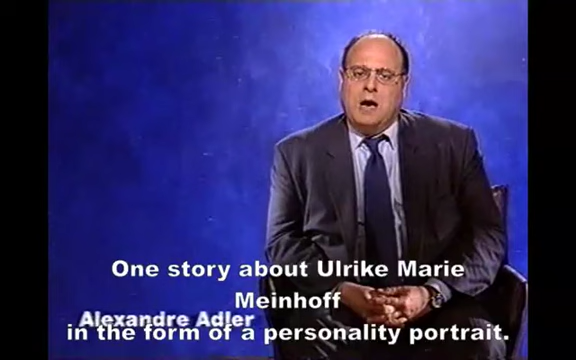 One story about Ulrike Marie
Meinhoff
Alexandre Adler
in the form of a personality portrait.